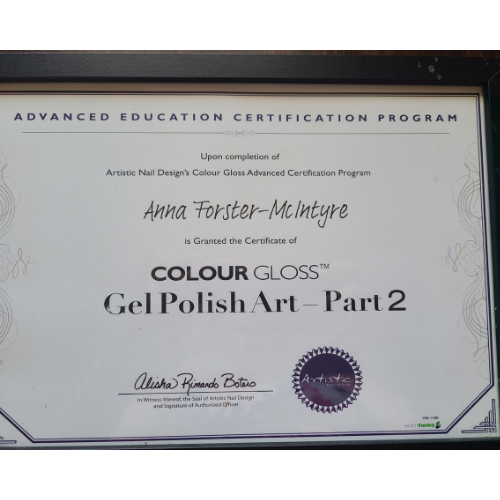 ADVANCED EDUCATION CERTIFICATION PROGRAM
Upon completion of
Artistic Nail Design's Colour Gloss Advanced Certification Program
Anna Forster-McIntyre
is Granted the Certificate of
COLOUR GLOSS™
Gel Polish Art – Part 2
Alisha Rimando Botero
In Witness thereof, the Seal of Artistic Nail Design
and Signature of Authorized Officer
Artistic